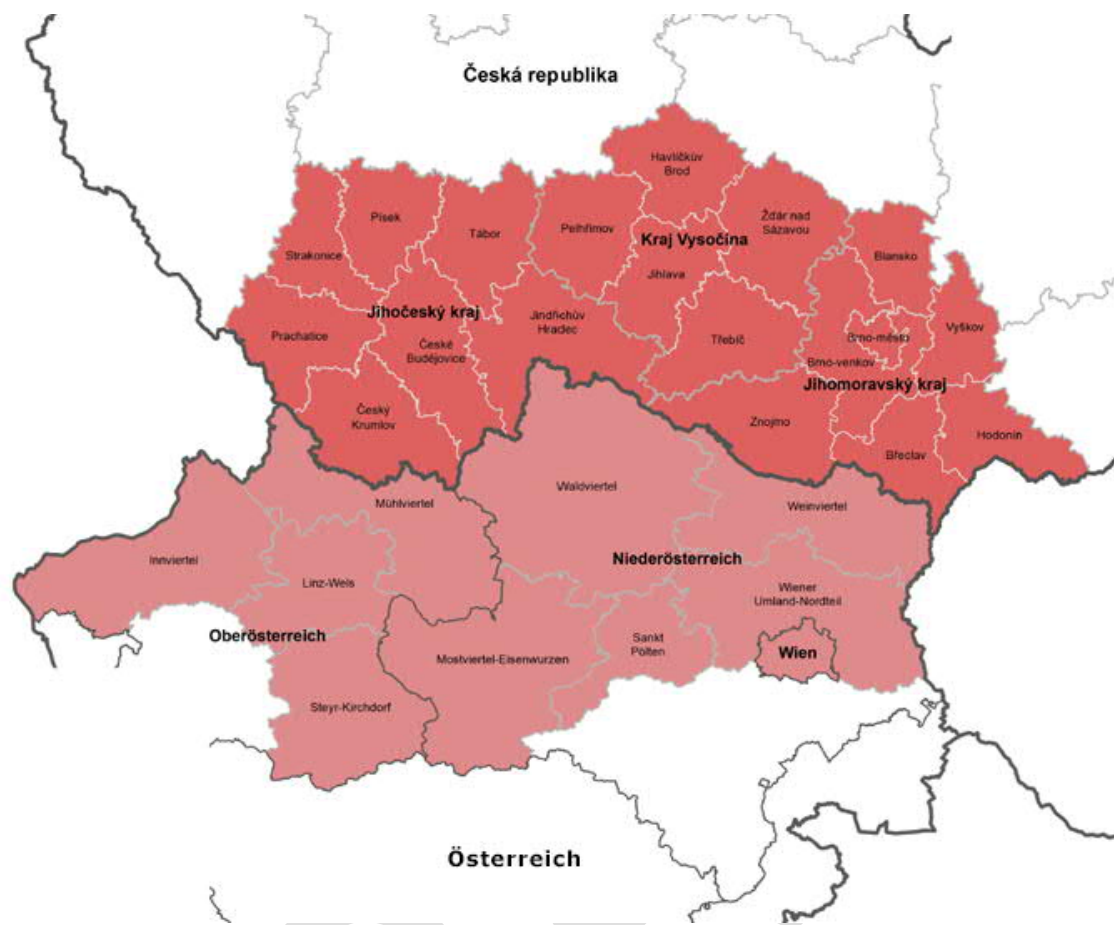 Česká republika
Havlíčkův
Brod
Písek
Tábor
Pelhřimov
Žďár nad
Sázavou
Kraj Vysočina
Strakonice
Jihlava
Blansko
Jihočeský kraj
Jindřichův
Hradec
Prachatice
České
Budějovice
Třebíč
Brno-město
Vyškov
Brno-venkov
Jihomoravský kraj
Český
Krumlov
Znojmo
Hodonín
Břeclav
Waldviertel
Mühlviertel
Weinviertel
Innviertel
Niederösterreich
Linz-Wels
Wiener
Umland-Nordteil
Oberösterreich
Sankt
Pölten
Wien
Mostviertel-Eisenwurzen
Steyr-Kirchdorf
Österreich